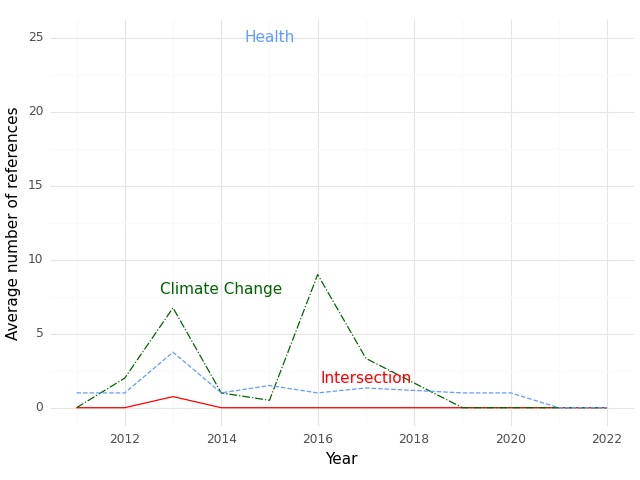 25
Health
20
15
10
Climate Change
5
Intersection
0
2012 2014 2016 2018 2020 2022
Year
Average number of references